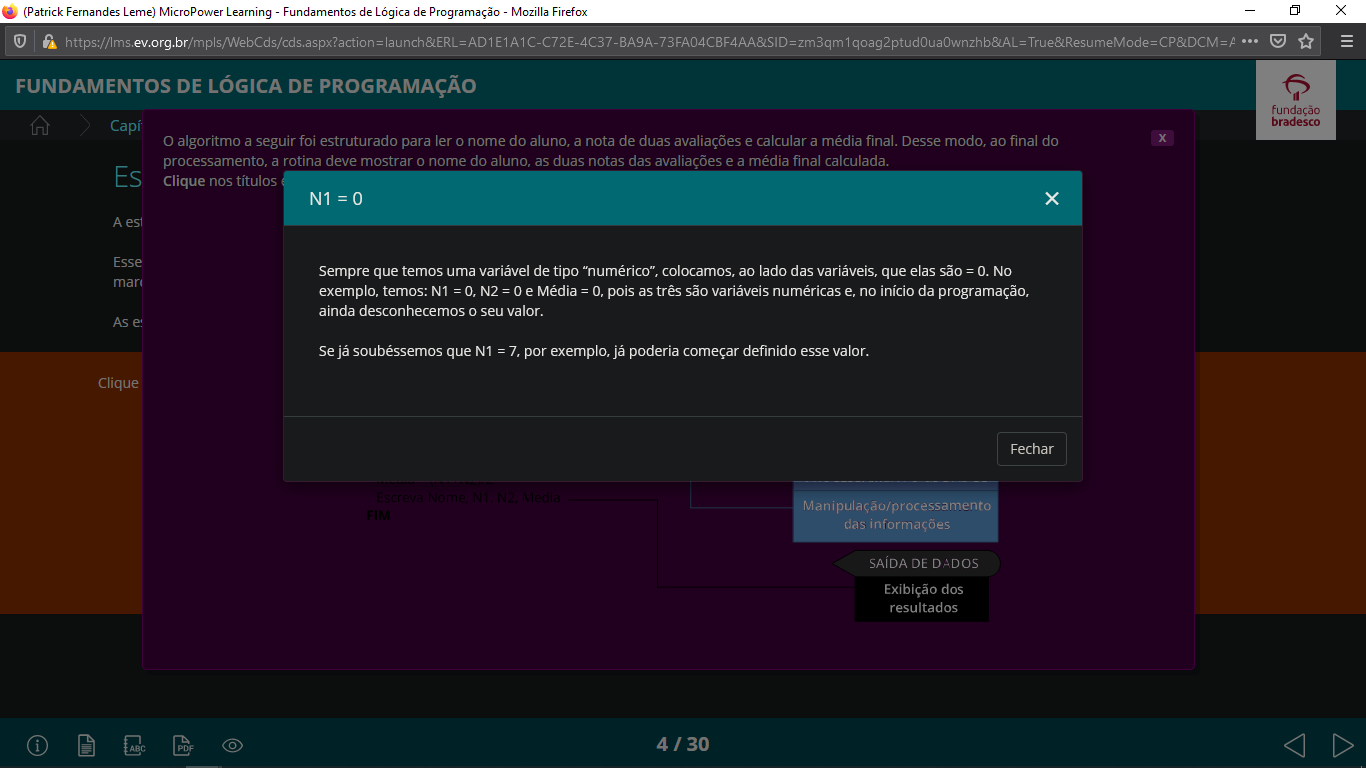 (Patrick Fernandes Leme) MicroPower Learning - Fundamentos de Lógica de Programação - Mozilla Firefox
https://lms.ev.org.br/mpls/WebCds/cds.aspx?action=launch&ERL=AD1E1A1C-C72E-4C37-BA9A-73FA04CBF4AA&SID=zm3qm1qoag2ptud0ua0wnzhb&AL=True&ResumeMode=CP&DCM=A
FUNDAMENTOS DE LÓGICA DE PROGRAMAÇÃO
fundação
bradesco
Capí
O algoritmo a seguir foi estruturado para ler o nome do aluno, a nota de duas avaliações e calcular a média final. Desse modo, ao final do
processamento, a rotina deve mostrar o nome do aluno, as duas notas das avaliações e a média final calculada.
Clique nos títulos
X
Es
A est
Esse
marc
As es
Clique
N1 = 0
Sempre que temos uma variável de tipo “numérico”, colocamos, ao lado das variáveis, que elas são = 0. No
exemplo, temos: N1 = 0, N2 = 0 e Média = 0, pois as três são variáveis numéricas e, no início da programação,
ainda desconhecemos o seu valor.
Se já soubéssemos que N1 = 7, por exemplo, já poderia começar definido esse valor.
Fechar
Escreva Nome, N1, N2, Media
FIM
Manipulação/processamento
das informações
SAÍDA DE DADOS
Exibição dos
resultados
ABC
PDF
4 / 30